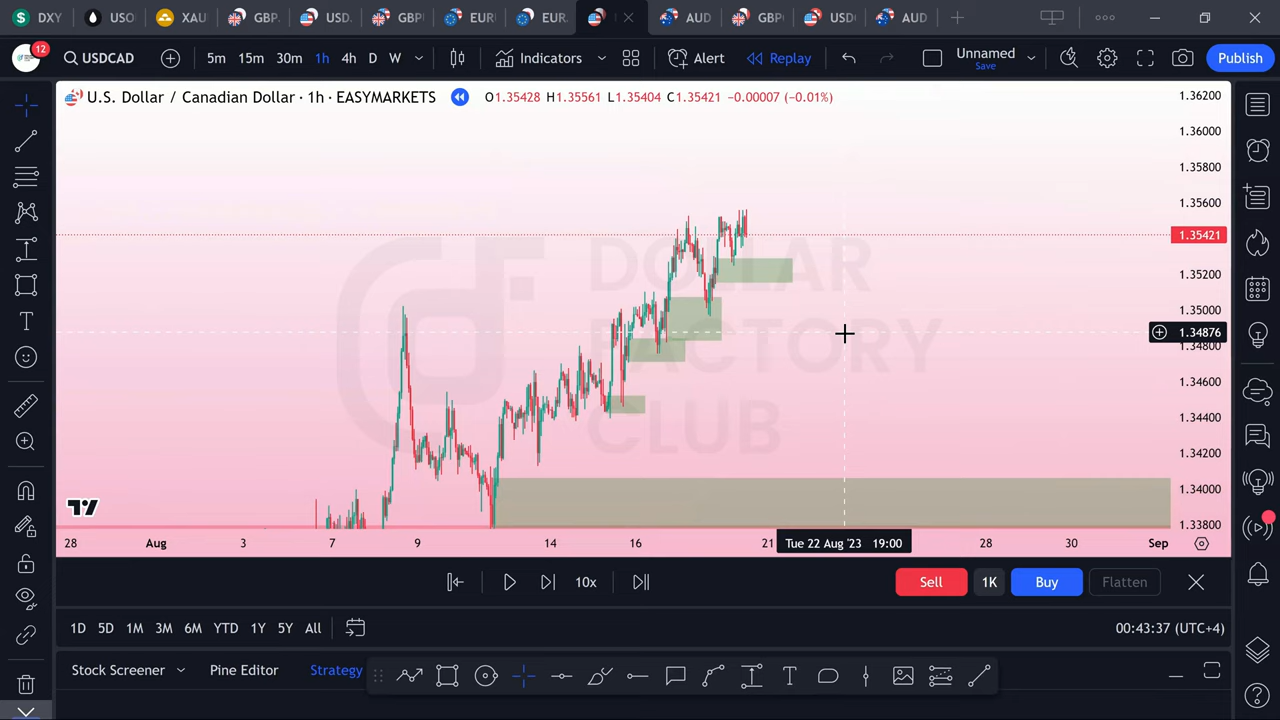 DXY USO XAU GBP. USD. GBP EUR EUR. AUD GBP USD AUD
12 USDCAD 5m 15m 30m 1h 4h D W Indicators Alert Replay Unnamed Save Publish
U.S. Dollar / Canadian Dollar · 1h · EASYMARKETS O1.35428 H1.35561 L1.35404 C1.35421 −0.00007 (−0.01%)
1.36200
1.36000
1.35800
1.35600
1.35421
1.35200
1.35000
1.34876
1.34800
1.34600
1.34400
1.34200
1.34000
1.33800
DOLLAR
FACTORY
CLUB
28 Aug 3 7 9 14 16 21 Tue 22 Aug '23 19:00 28 30 Sep
10x Sell 1K Buy Flatten
1D 5D 1M 3M 6M YTD 1Y 5Y All 00:43:37 (UTC+4)
Stock Screener Pine Editor Strategy